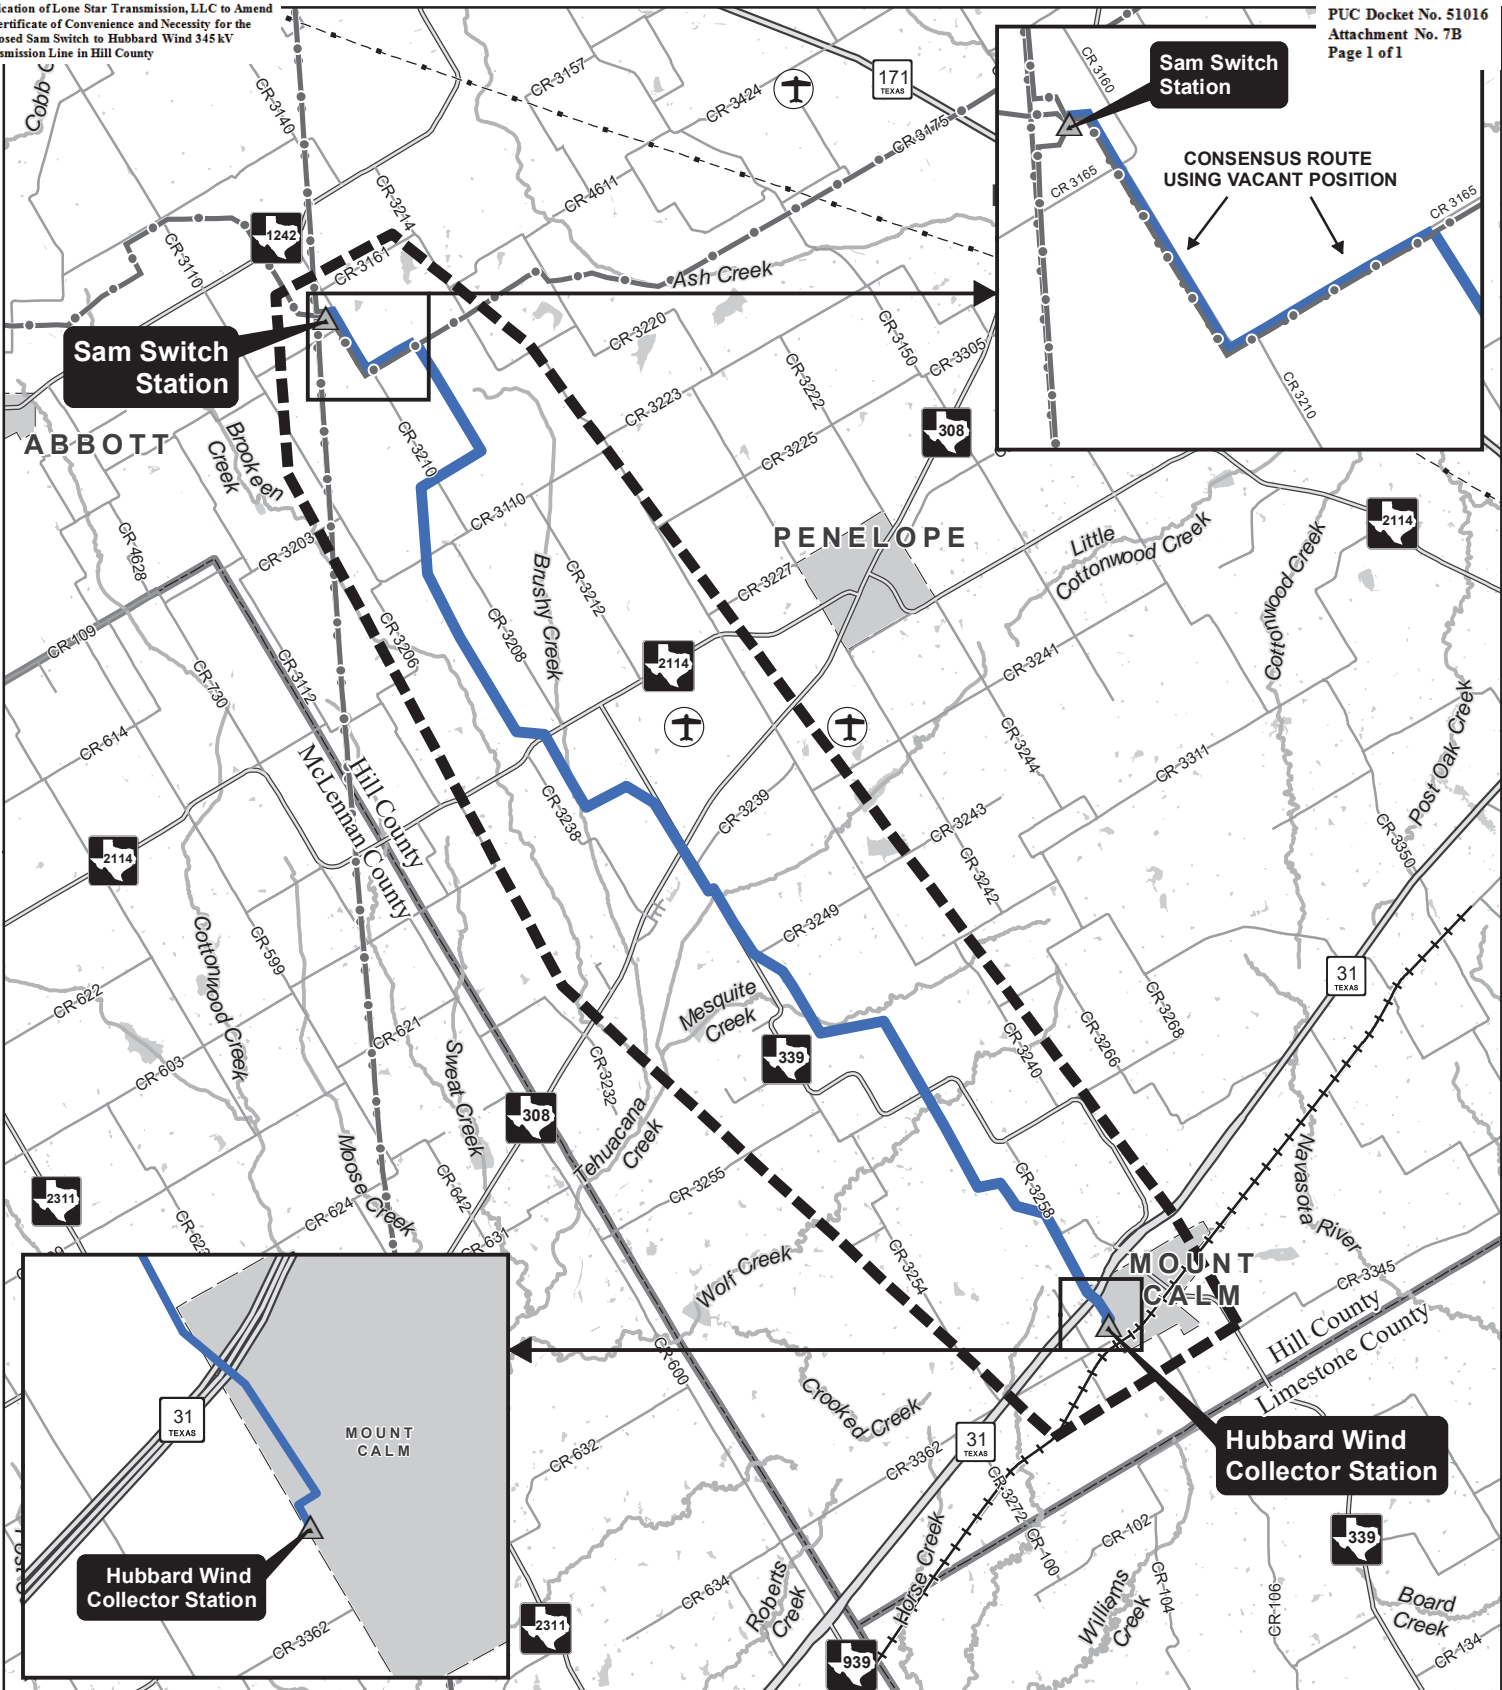 ication of Lone Star Transmission, LLC to Amend
ertificate of Convenience and Necessity for the
osed Sam Switch to Hubbard Wind 345 kV
smission Line in Hill County
PUC Docket No. 51016
Attachment No. 7B
Page 1 of 1
Sam Switch
Station
CONSENSUS ROUTE
USING VACANT POSITION
CR 3160
CR 3165
CR 3165
CR 3210
171
TEXAS
CR-3157
CR-3424
CR-3175
CR-3140
CR-4611
CR-3214
1242
CR-3110
CR-3161
Ash Creek
Sam Switch
Station
CR-3220
CR-3150
CR-3305
CR-3222
CR-3223
CR-3225
308
ABBOTT
Brookeen
Creek
CR-3210
CR-3110
PENELOPE
Little
Cottonwood Creek
Cottonwood Creek
2114
CR-4628
CR-3203
Brushy Creek
CR-3212
CR-3227
CR-109
CR-730
CR-3112
CR-3206
CR-3208
2114
CR-3241
CR-614
CR-3244
CR-3311
Post Oak Creek
Hill County
McLennan County
CR-3238
CR-3239
CR-3243
CR-3350
2114
CR-3242
CR-3249
Cottonwood Creek
CR-599
CR-622
CR-621
CR-603
Sweat Creek
Mesquite
Creek
339
CR-3240
CR-3266
CR-3268
31
TEXAS
CR-3232
308
Tehuacana
Creek
CR-3255
CR-3258
Navasota
River
2311
Moose Creek
CR-642
CR-624
CR-631
Wolf Creek
CR-3254
MOUNT
CALM
CR-3345
Hill County
Limestone County
CR-600
Crooked Creek
31
TEXAS
MOUNT
CALM
Hubbard Wind
Collector Station
CR-3362
Hubbard Wind
Collector Station
CR-632
CR-3362
31
TEXAS
CR-3272
CR-100
CR-102
CR-104
CR-106
339
CR-634
Roberts
Creek
Horse Creek
Williams
Creek
Board
Creek
CR-134
2311
939